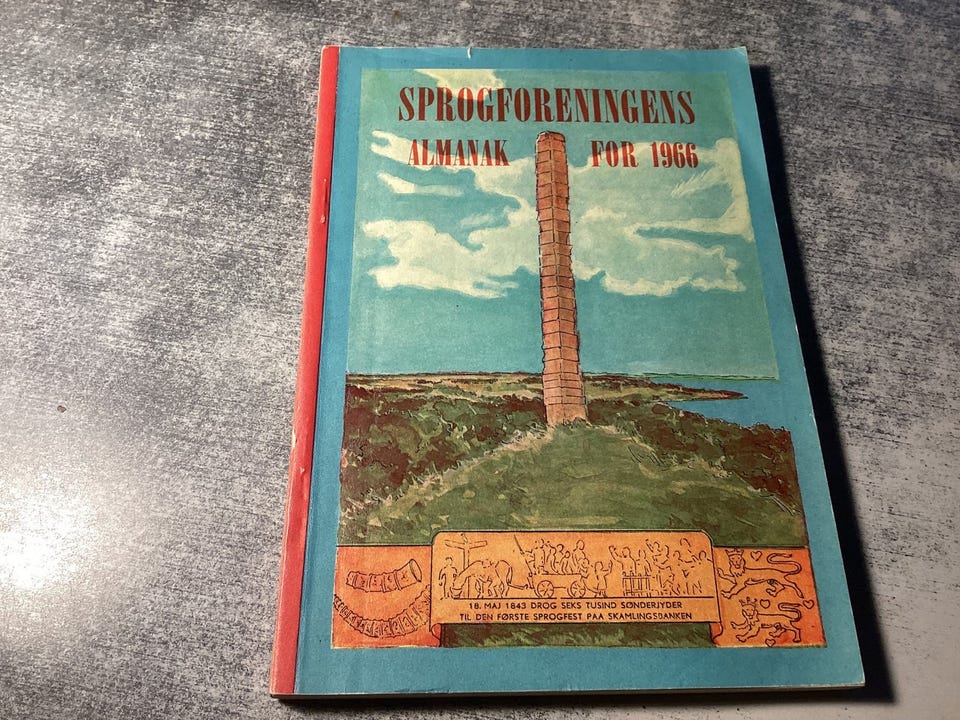 SPROGFORENINGENS
ALMANAK FOR 1966
18. MAJ 1843 DROG SEKS TUSIND SØNDERJYDER
TIL DEN FØRSTE SPROGFEST PAA SKAMLINGSBANKEN